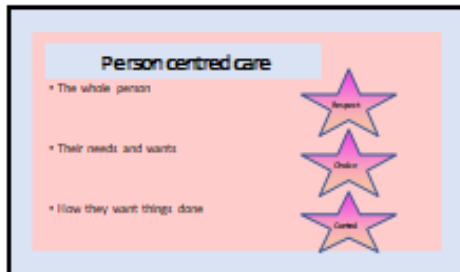 Person centred care
• The whole person
Respect
• Their needs and wants
Choice
• How they want things done
Control